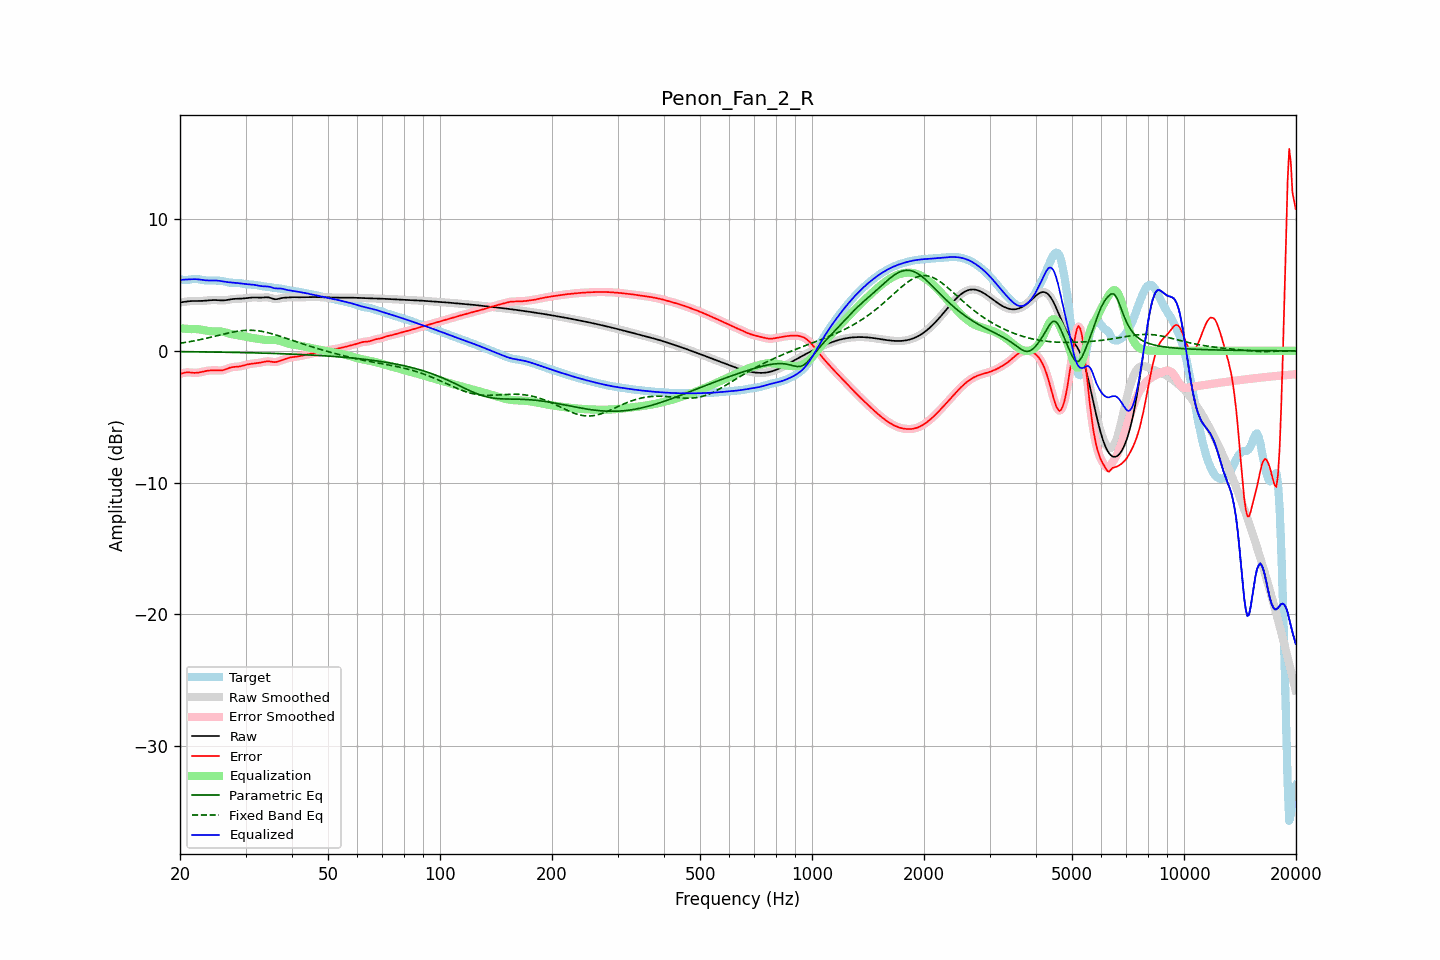 Penon_Fan_2_R
Amplitude (dBr)
10
0
−10
−20
−30
Target
Raw Smoothed
Error Smoothed
Raw
Error
Equalization
Parametric Eq
Fixed Band Eq
Equalized
20 50 100 200 500 1000 2000 5000 10000 20000
Frequency (Hz)